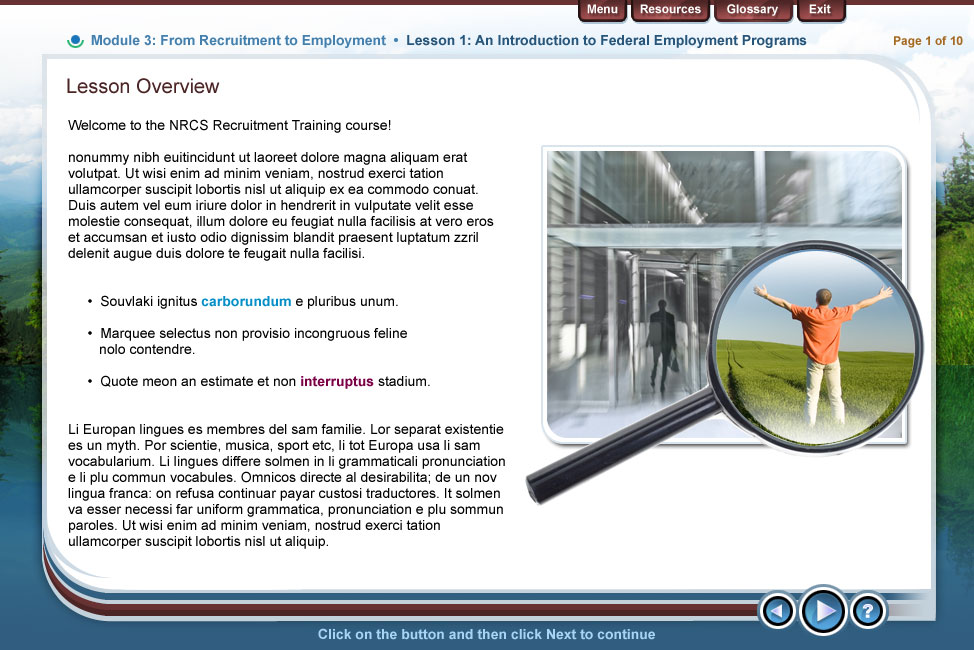 Menu Resources Glossary Exit
Module 3: From Recruitment to Employment • Lesson 1: An Introduction to Federal Employment Programs
Page 1 of 10
Lesson Overview
Welcome to the NRCS Recruitment Training course!
nonummy nibh euitincidunt ut laoreet dolore magna aliquam erat
volutpat. Ut wisi enim ad minim veniam, nostrud exerci tation
ullamcorper suscipit lobortis nisl ut aliquip ex ea commodo conuat.
Duis autem vel eum iriure dolor in hendrerit in vulputate velit esse
molestie consequat, illum dolore eu feugiat nulla facilisis at vero eros
et accumsan et iusto odio dignissim blandit praesent luptatum zzril
delenit augue duis dolore te feugait nulla facilisi.
• Souvlaki ignitus carborundum e pluribus unum.
• Marquee selectus non provisio incongruous feline
nolo contendre.
• Quote meon an estimate et non interruptus stadium.
Li Europan lingues es membres del sam familie. Lor separat existentie
es un myth. Por scientie, musica, sport etc, li tot Europa usa li sam
vocabularium. Li lingues differe solmen in li grammaticali pronunciation
e li plu commun vocabules. Omnicos directe al desirabilita; de un nov
lingua franca: on refusa continuar payar custosi traductores. It solmen
va esser necessi far uniform grammatica, pronunciation e plu sommun
paroles. Ut wisi enim ad minim veniam, nostrud exerci tation
ullamcorper suscipit lobortis nisl ut aliquip.
?
Click on the button and then click Next to continue